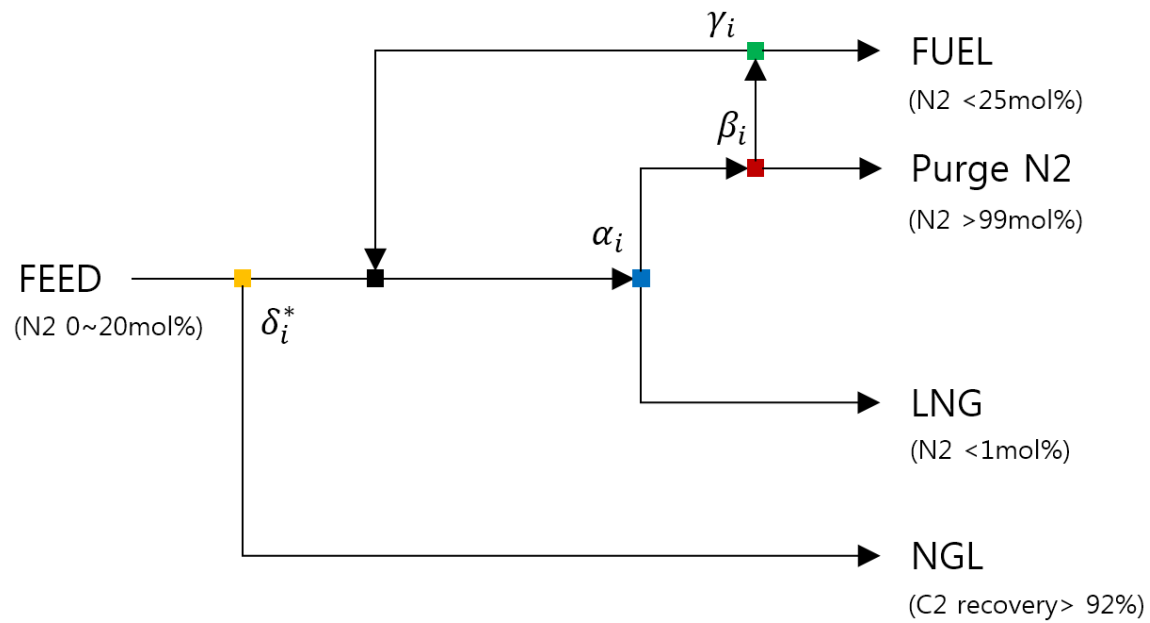 γᵢ
FUEL
(N2 <25mol%)
βᵢ
Purge N2
(N2 >99mol%)
αᵢ
FEED
(N2 0~20mol%)
δᵢ*
LNG
(N2 <1mol%)
NGL
(C2 recovery> 92%)